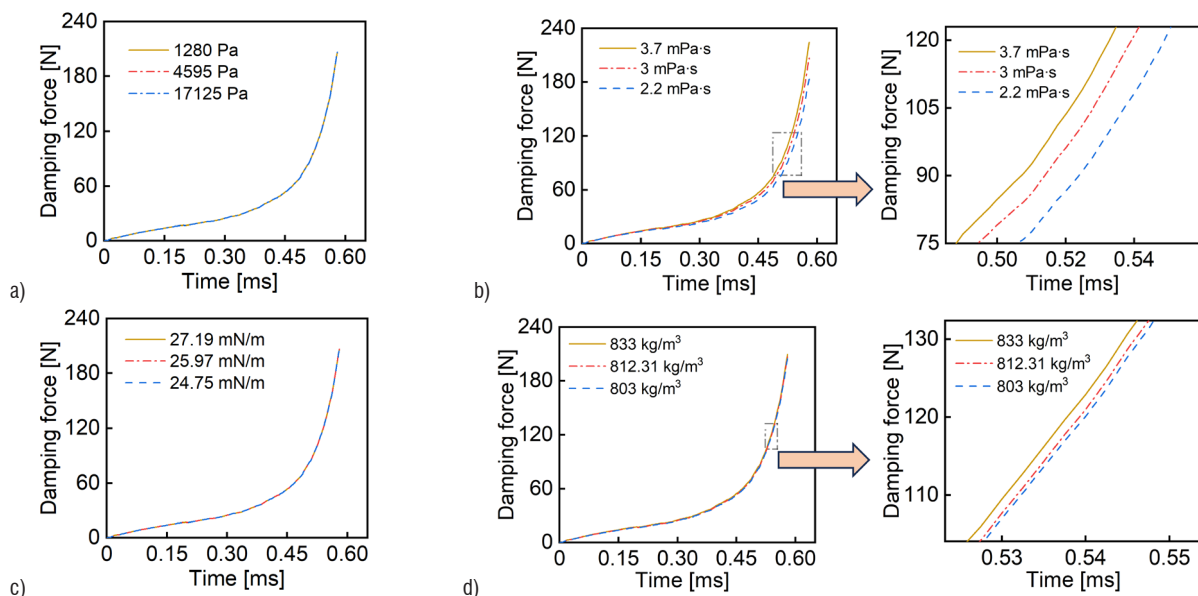 240
180
120
60
0
Damping force [N]
1280 Pa
4595 Pa
17125 Pa
0 0.15 0.30 0.45 0.60
Time [ms]
a)
240
180
120
60
0
Damping force [N]
3.7 mPa·s
3 mPa·s
2.2 mPa·s
0 0.15 0.30 0.45 0.60
Time [ms]
b)
120
105
90
75
Damping force [N]
3.7 mPa·s
3 mPa·s
2.2 mPa·s
0.50 0.52 0.54
Time [ms]
240
180
120
60
0
Damping force [N]
27.19 mN/m
25.97 mN/m
24.75 mN/m
0 0.15 0.30 0.45 0.60
Time [ms]
c)
240
180
120
60
0
Damping force [N]
833 kg/m³
812.31 kg/m³
803 kg/m³
0 0.15 0.30 0.45 0.60
Time [ms]
d)
130
120
110
Damping force [N]
833 kg/m³
812.31 kg/m³
803 kg/m³
0.53 0.54 0.55
Time [ms]